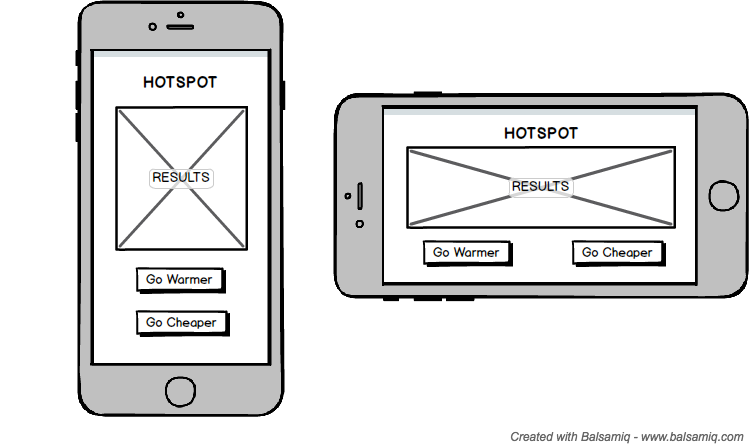 HOTSPOT
RESULTS
Go Warmer
Go Cheaper
HOTSPOT
RESULTS
Go Warmer
Go Cheaper
Created with Balsamiq - www.balsamiq.com